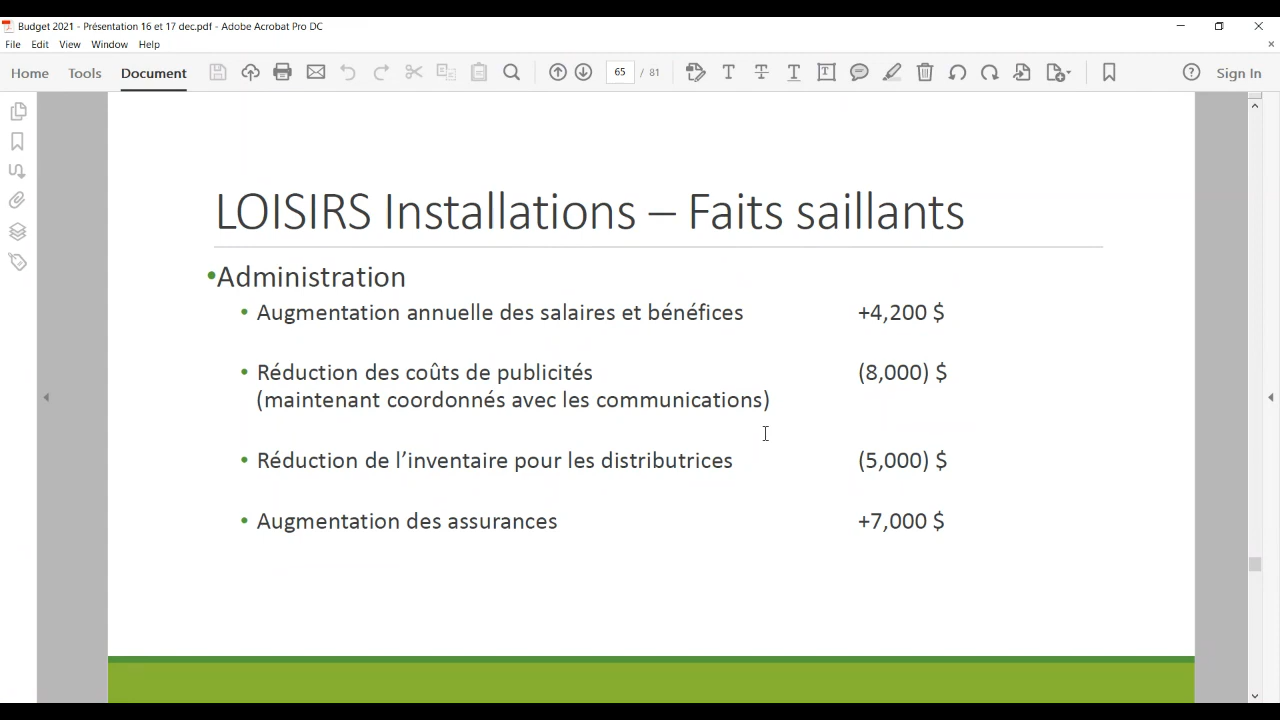 Budget 2021 - Présentation 16 et 17 dec.pdf - Adobe Acrobat Pro DC
File Edit View Window Help
Home Tools Document 65 / 81 Sign In
LOISIRS Installations – Faits saillants
•Administration
• Augmentation annuelle des salaires et bénéfices +4,200 $
• Réduction des coûts de publicités (8,000) $
(maintenant coordonnés avec les communications)
• Réduction de l’inventaire pour les distributrices (5,000) $
• Augmentation des assurances +7,000 $